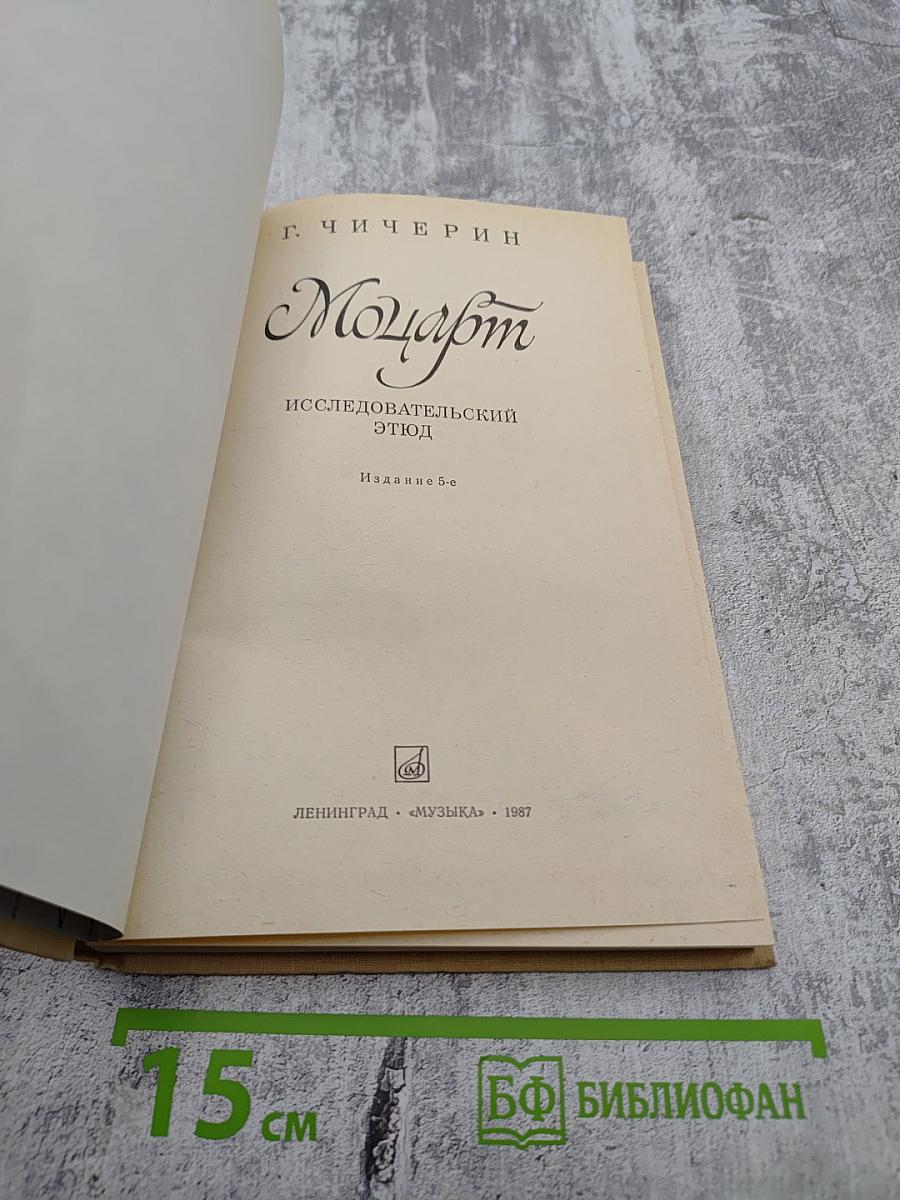 Г. ЧИЧЕРИН
Моцарт
ИССЛЕДОВАТЕЛЬСКИЙ
ЭТЮД
Издание 5-е
ЛЕНИНГРАД • «МУЗЫКА» • 1987
15 см
БФ БИБЛИОФАН